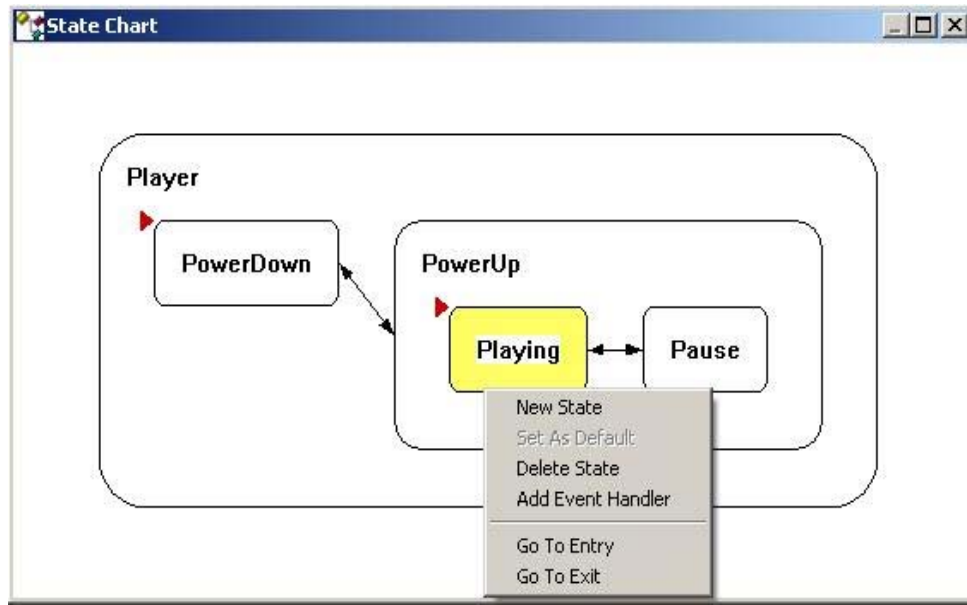 State Chart
Player
PowerDown
PowerUp
Playing
Pause
New State
Set As Default
Delete State
Add Event Handler
Go To Entry
Go To Exit